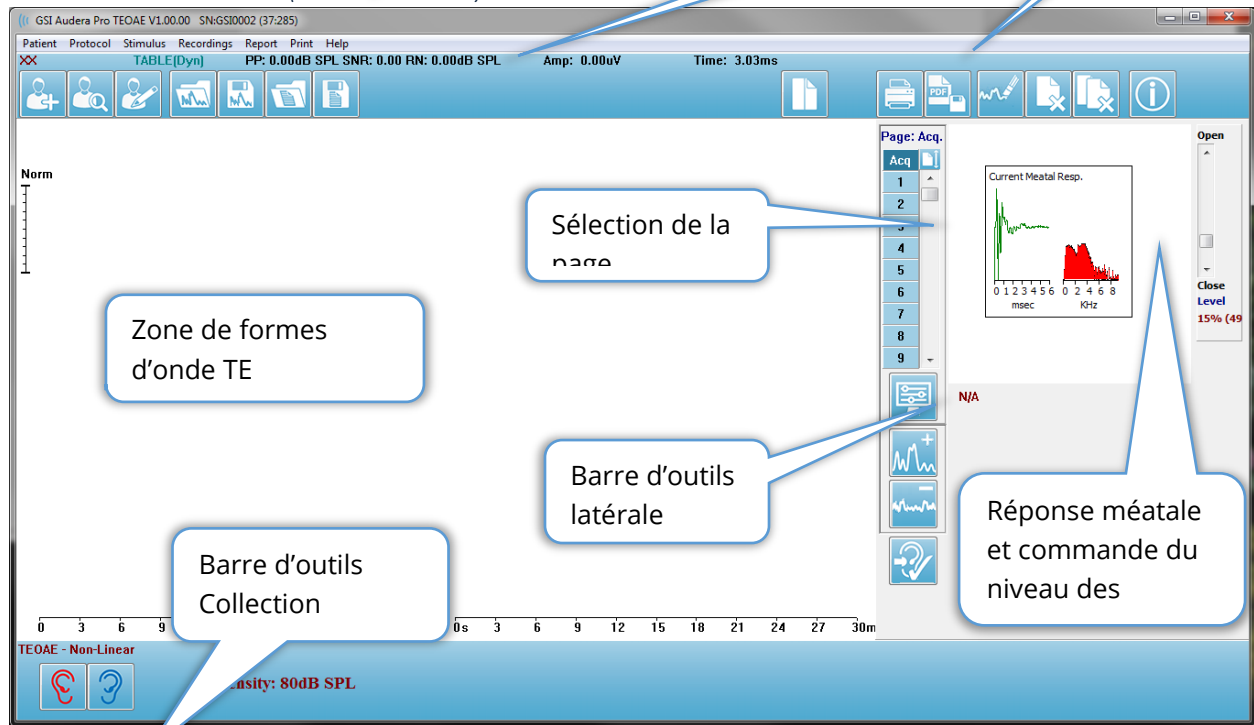 GSI Audera Pro TEOAE V1.00.00 SN:GSI0002 (37:285)
Patient Protocol Stimulus Recordings Report Print Help
XX TABLE(Dyn) PP: 0.00dB SPL SNR: 0.00 RN: 0.00dB SPL Amp: 0.00uV Time: 3.03ms
PDF
Norm
Page: Acq.
Acq
1
2
3
4
5
6
7
8
9
Current Meatal Resp.
0 1 2 3 4 5 6 0 2 4 6 8
msec KHz
Open
Close
Level
15% (49
N/A
Sélection de la
page
Zone de formes
d'onde TE
Barre d'outils
latérale
Réponse méatale
et commande du
niveau des
Barre d'outils
Collection
0 3 6 9 0s 3 6 9 12 15 18 21 24 27 30m
TEOAE - Non-Linear
ensity: 80dB SPL